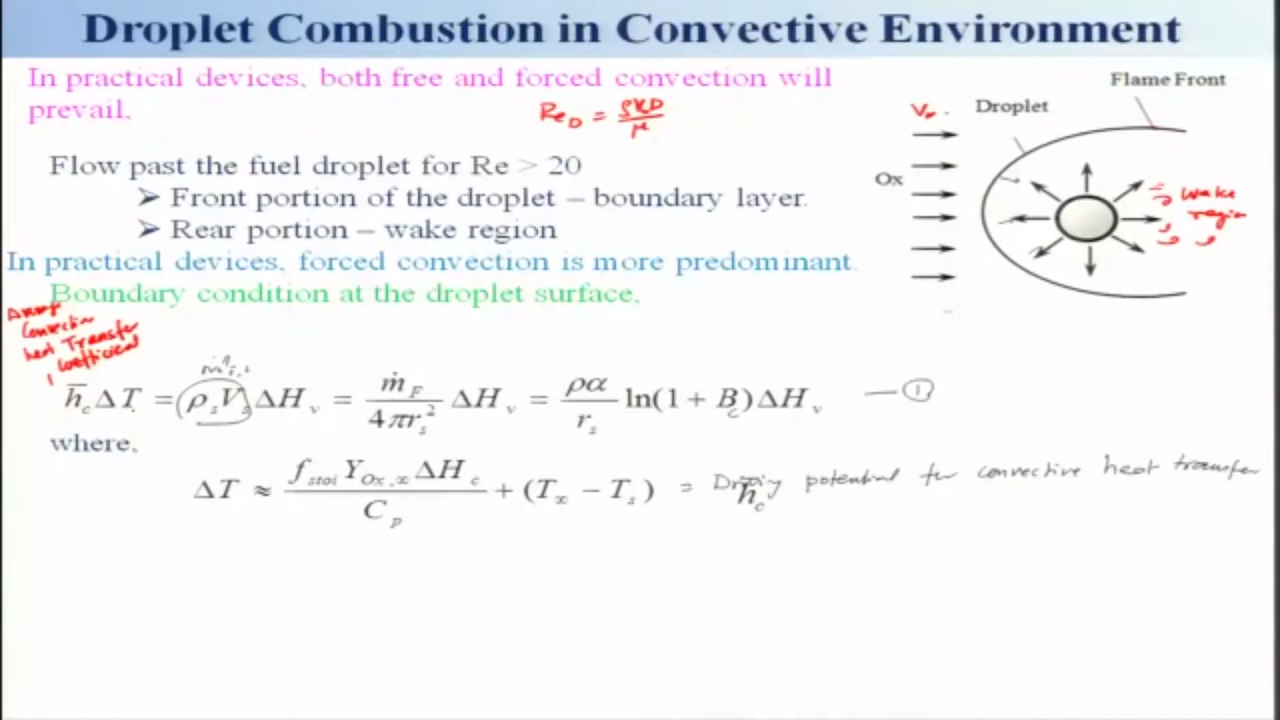 Droplet Combustion in Convective Environment
In practical devices, both free and forced convection will
prevail.
Re_D = ρVD/μ
Flow past the fuel droplet for Re > 20
➢ Front portion of the droplet – boundary layer.
➢ Rear portion – wake region
In practical devices, forced convection is more predominant.
Boundary condition at the droplet surface,
Flame Front
Droplet
Ox
wake
region
Convection
heat Transfer
coefficient
h̄_c ΔT = ρ_s V_s ΔH_v = ṁ_F / 4πr_s² ΔH_v = ρα / r_s ln(1 + B_c) ΔH_v — ①
where,
ΔT ≈ f_stoi Y_Ox,∞ ΔH_c / C_p + (T_∞ − T_s) = potential for convective heat transfer
h̄_c